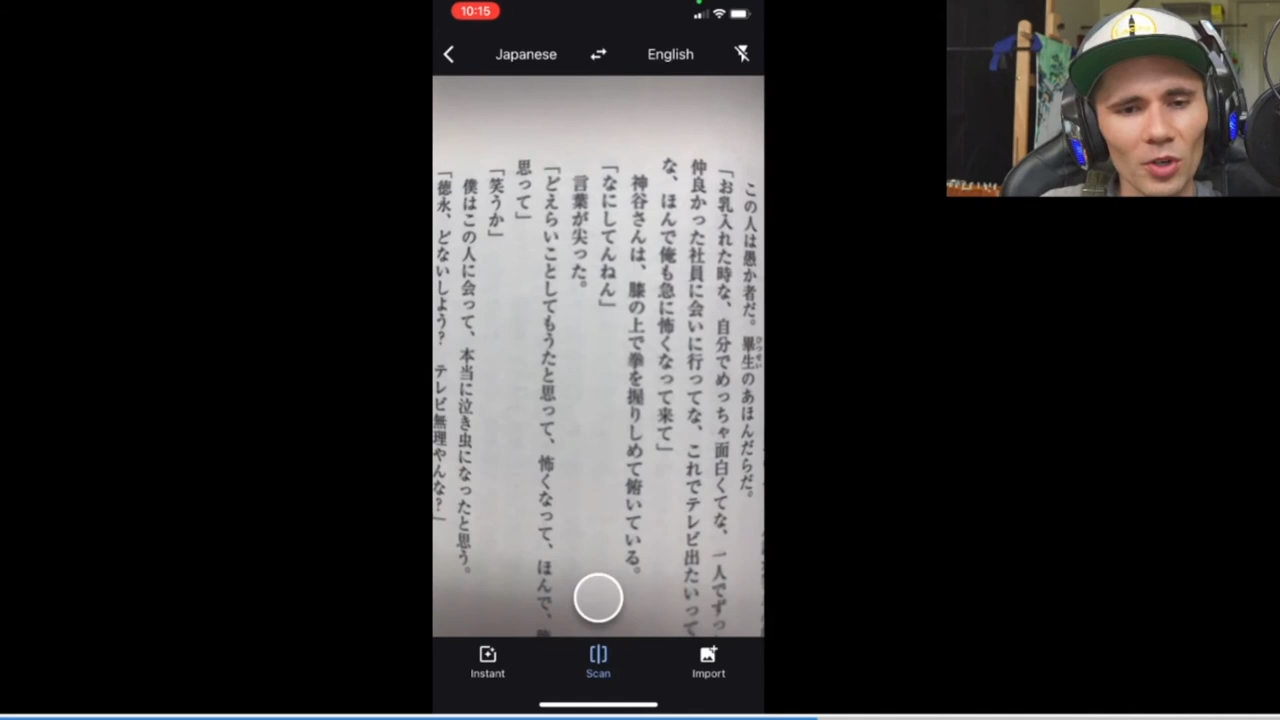 10:15
Japanese
English
この人は愚か者だ。畢生のあほんだらだ。
ひっせい
「お乳入れた時な、自分でめっちゃ面白くてな、一人でずっ
仲良かった社員に会いに行ってな、これでテレビ出たいって
な、ほんで俺も急に怖くなって来て」
神谷さんは、膝の上で拳を握りしめて俯いている。
「なにしてんねん」
言葉が尖った。
「どえらいことしてもうたと思って、怖くなって、ほんで、
思って」
「笑うか」
僕はこの人に会って、本当に泣き虫になったと思う。
「徳永、どないしよう？ テレビ無理やんな？」
Instant
Scan
Import